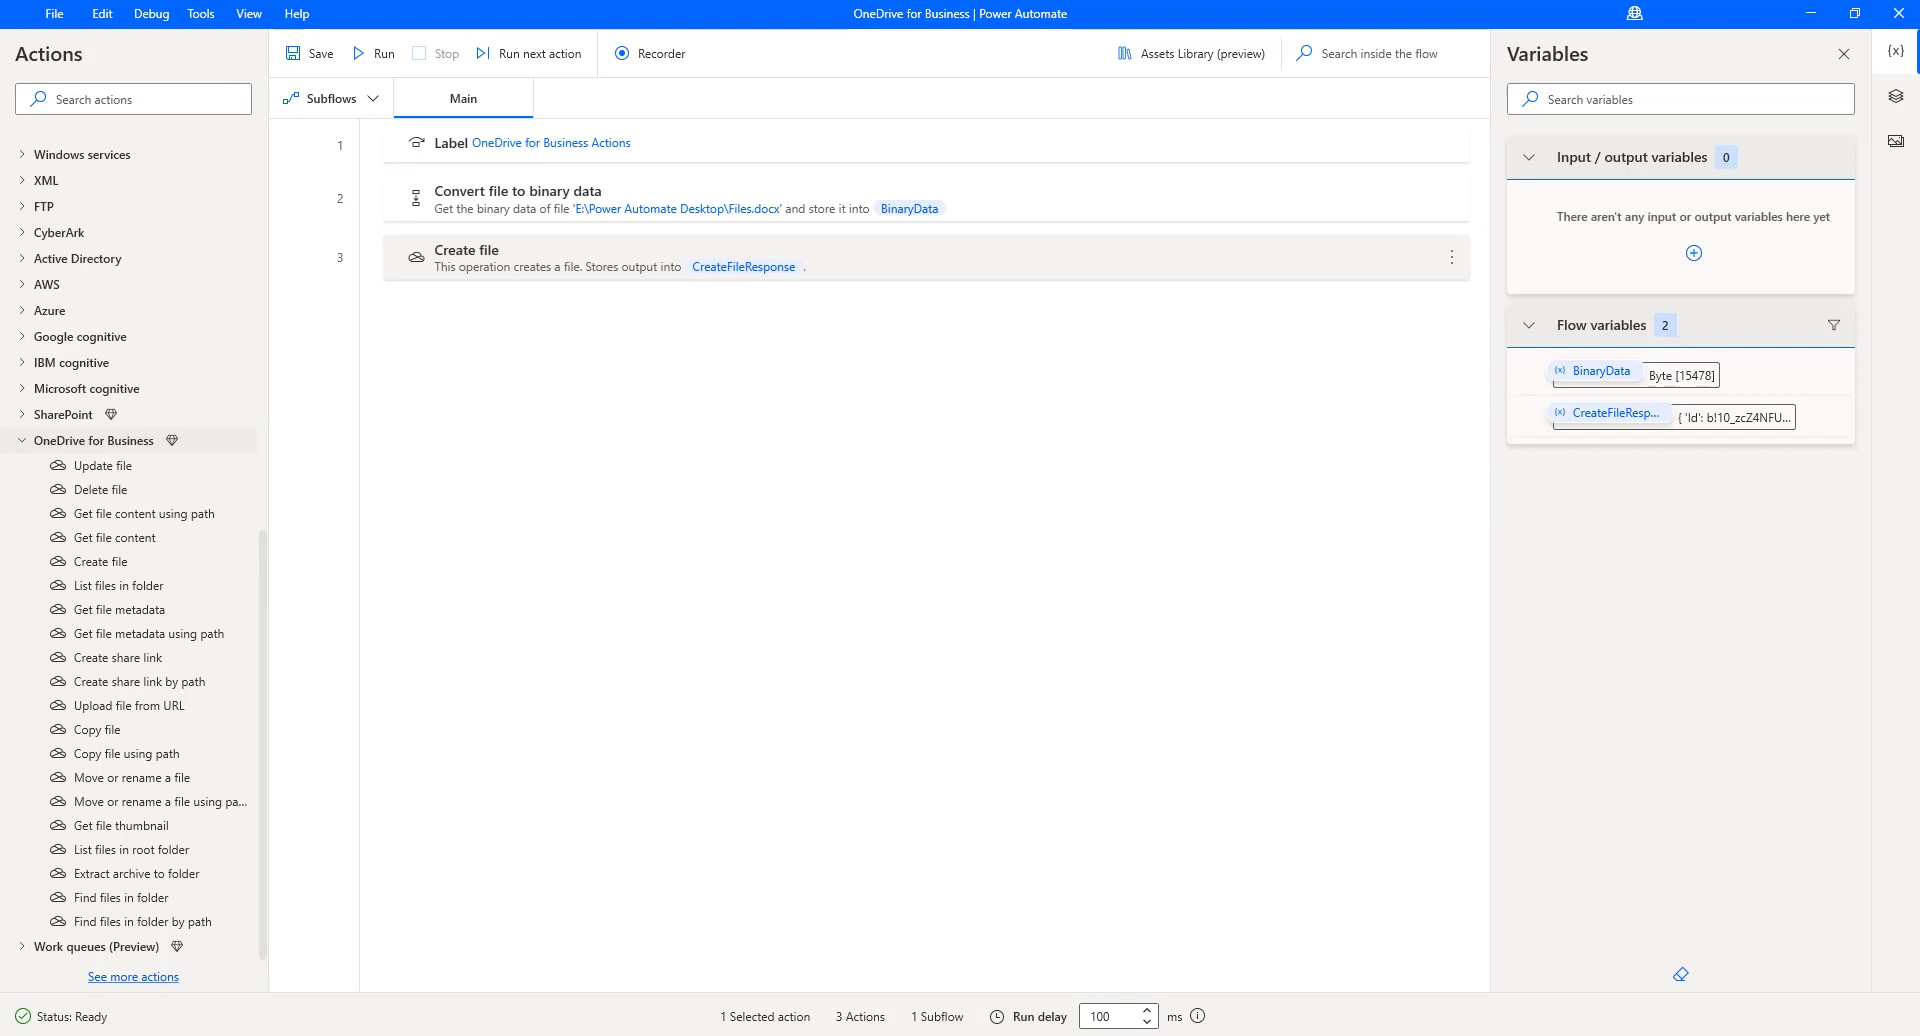 File Edit Debug Tools View Help
OneDrive for Business | Power Automate
Actions
Search actions
Windows services
XML
FTP
CyberArk
Active Directory
AWS
Azure
Google cognitive
IBM cognitive
Microsoft cognitive
SharePoint
OneDrive for Business
Update file
Delete file
Get file content using path
Get file content
Create file
List files in folder
Get file metadata
Get file metadata using path
Create share link
Create share link by path
Upload file from URL
Copy file
Copy file using path
Move or rename a file
Move or rename a file using pa...
Get file thumbnail
List files in root folder
Extract archive to folder
Find files in folder
Find files in folder by path
Work queues (Preview)
See more actions
Save Run Stop Run next action Recorder
Assets Library (preview) Search inside the flow
Subflows Main
1 Label OneDrive for Business Actions
2 Convert file to binary data
Get the binary data of file 'E:\Power Automate Desktop\Files.docx' and store it into BinaryData
3 Create file
This operation creates a file. Stores output into CreateFileResponse .
Variables
{x}
Search variables
Input / output variables 0
There aren't any input or output variables here yet
Flow variables 2
(x) BinaryData Byte [15478]
(x) CreateFileResp... { 'Id': b!10_zcZ4NFU...
Status: Ready
1 Selected action 3 Actions 1 Subflow Run delay 100 ms